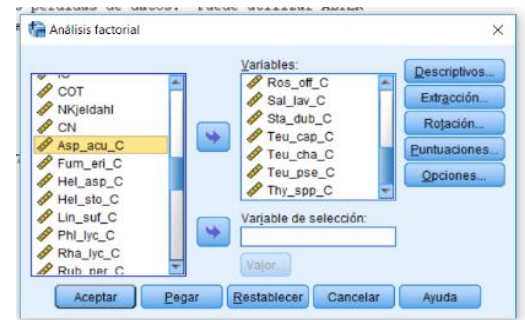 Análisis factorial
COT
NKjeldahl
CN
Asp_acu_C
Fum_eri_C
Hel_asp_C
Hel_sto_C
Lin_suf_C
Phl_lyc_C
Rha_lyc_C
Rub_per_C
Variables:
Ros_off_C
Sal_lav_C
Sta_dub_C
Teu_cap_C
Teu_cha_C
Teu_pse_C
Thy_spp_C
Variable de selección:
Valor...
Descriptivos...
Extracción...
Rotación...
Puntuaciones...
Opciones...
Aceptar
Pegar
Restablecer
Cancelar
Ayuda